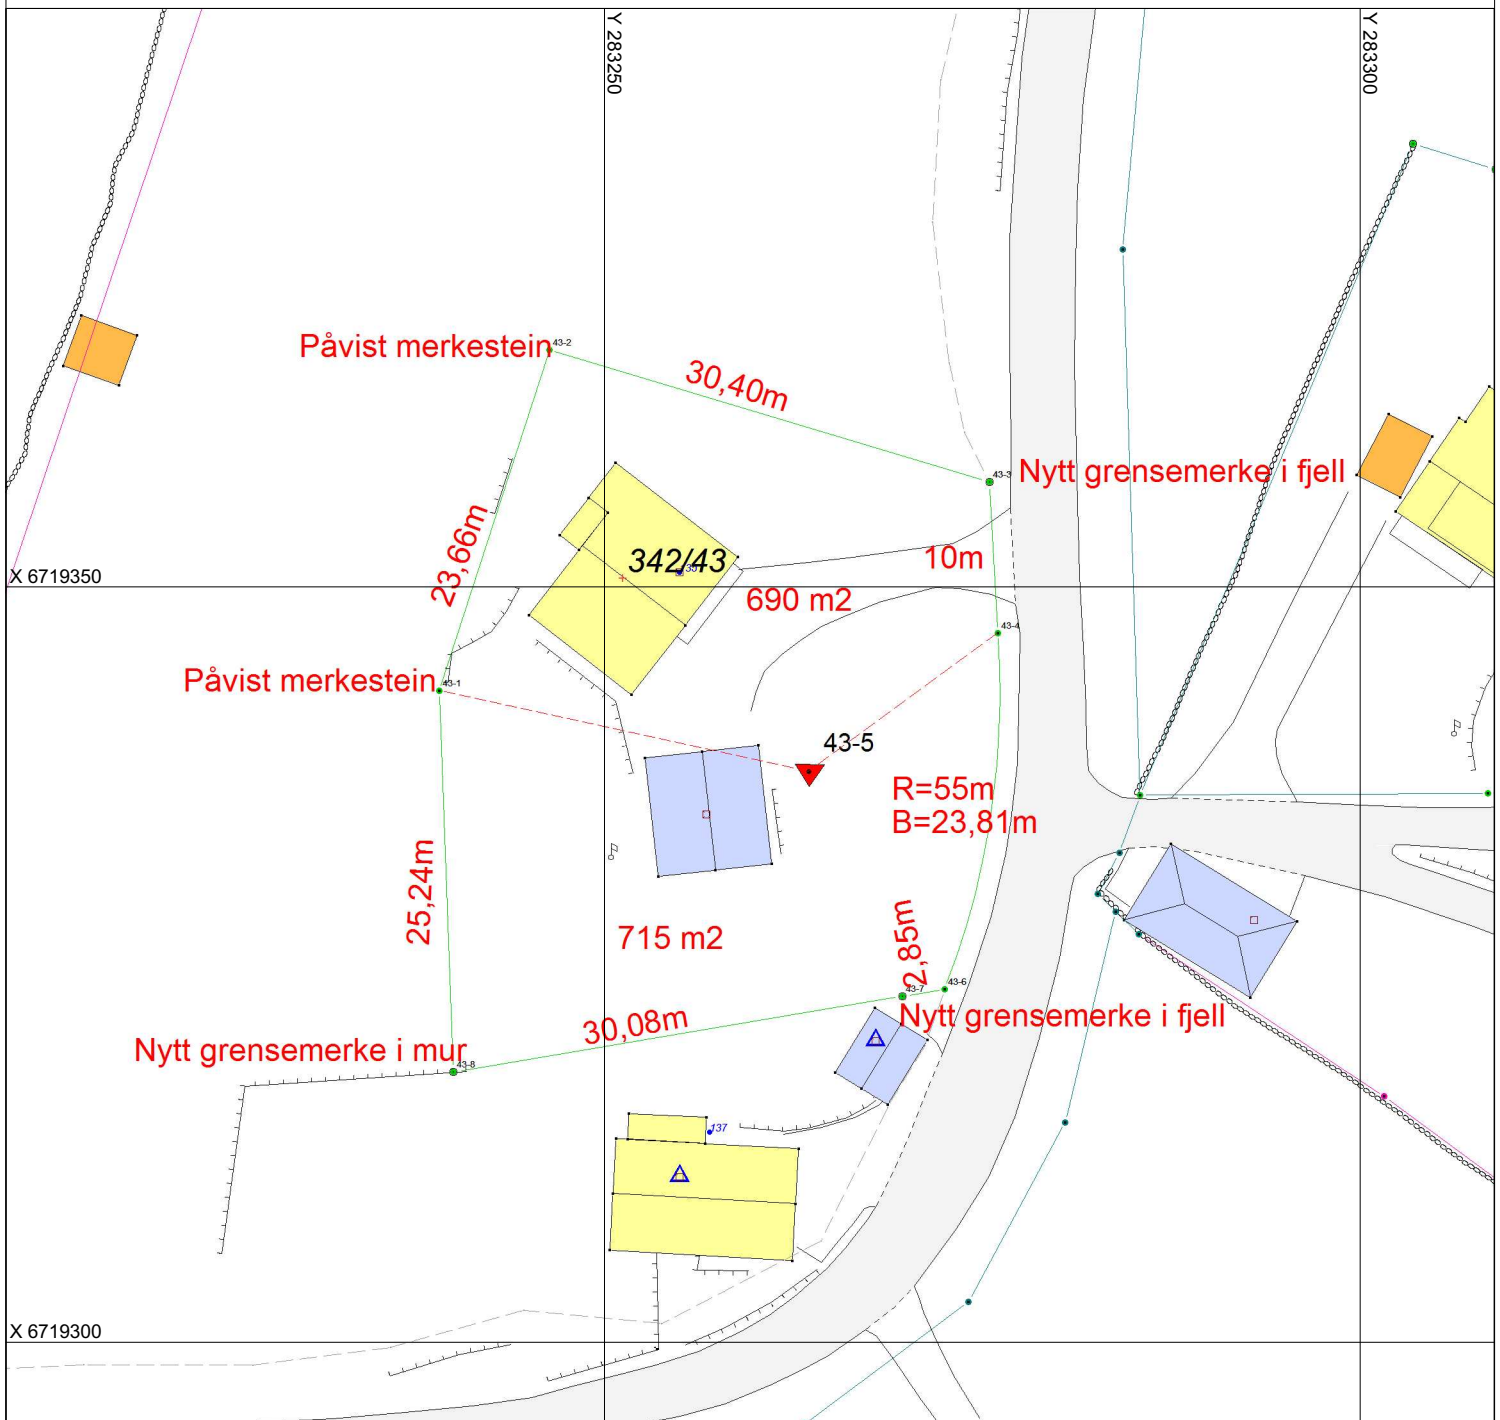 Y 283250
Y 283300
Påvist merkestein
43-2
30,40m
43-3
Nytt grensemerke i fjell
23,66m
342/43
10m
X 6719350
690 m2
43-4
Påvist merkestein
43-1
43-5
R=55m
B=23,81m
25,24m
715 m2
2,85m
43-6
43-7
Nytt grensemerke i fjell
30,08m
Nytt grensemerke i mur
43-8
137
X 6719300